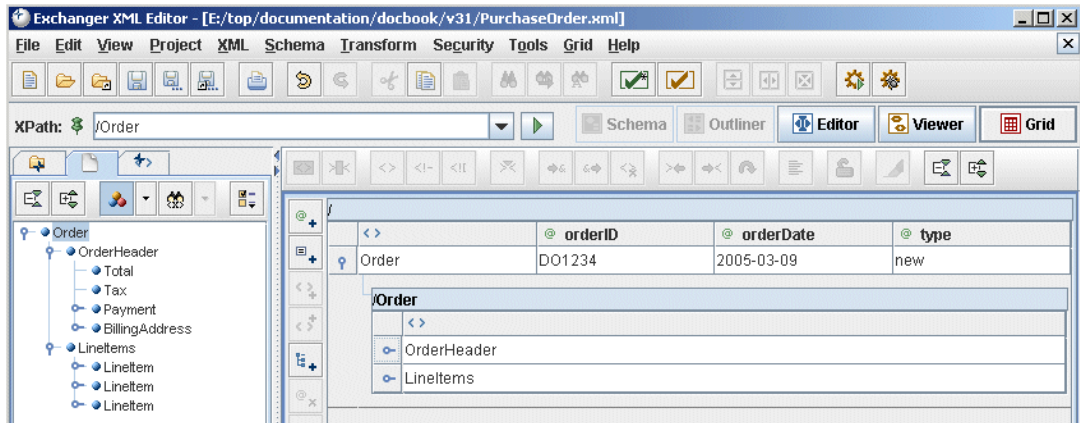 Exchanger XML Editor - [E:/top/documentation/docbook/v31/PurchaseOrder.xml]
File Edit View Project XML Schema Transform Security Tools Grid Help
XPath: /Order Schema Outliner Editor Viewer Grid
/
<> @ orderID @ orderDate @ type
Order DO1234 2005-03-09 new
/Order
<>
OrderHeader
LineItems
Order
OrderHeader
Total
Tax
Payment
BillingAddress
LineItems
LineItem
LineItem
LineItem